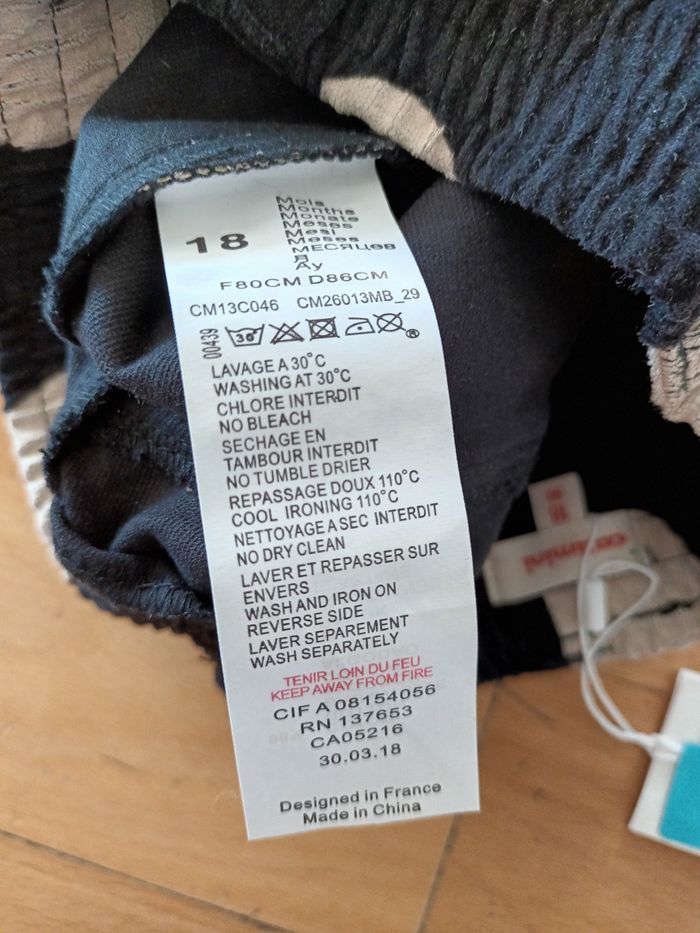 18
Mois
Months
Monate
Meses
Mesi
Meses
МЕСЯЦЕВ
Я
Ay
F80CM D86CM
CM13C046 CM26013MB_29
00439
30°
LAVAGE A 30°C
WASHING AT 30°C
CHLORE INTERDIT
NO BLEACH
SECHAGE EN
TAMBOUR INTERDIT
NO TUMBLE DRIER
REPASSAGE DOUX 110°C
COOL IRONING 110°C
NETTOYAGE A SEC INTERDIT
NO DRY CLEAN
LAVER ET REPASSER SUR
ENVERS
WASH AND IRON ON
REVERSE SIDE
LAVER SEPAREMENT
WASH SEPARATELY
TENIR LOIN DU FEU
KEEP AWAY FROM FIRE
CIF A 08154056
RN 137653
CA05216
30.03.18
Designed in France
Made in China
catimini